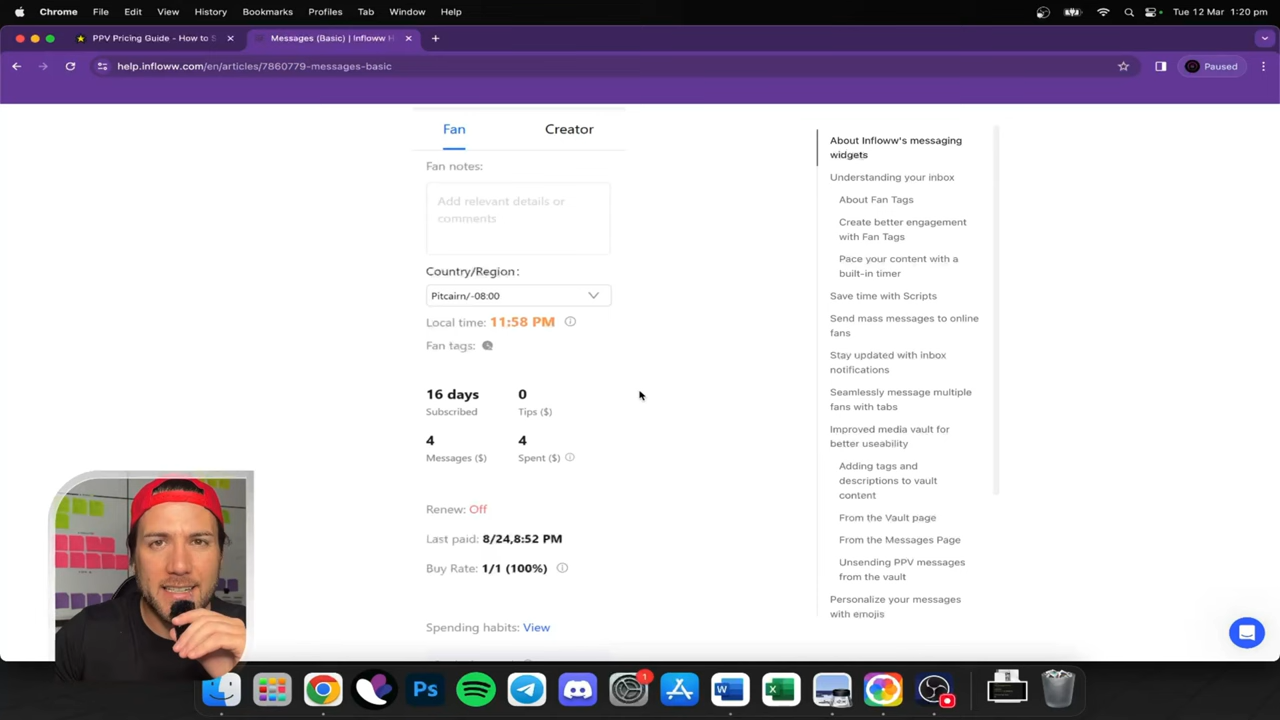 Chrome File Edit View History Bookmarks Profiles Tab Window Help
Tue 12 Mar 1:20 pm
PPV Pricing Guide - How to S
Messages (Basic) | Infloww H
help.infloww.com/en/articles/7860779-messages-basic
Paused
Fan Creator
Fan notes:
Add relevant details or
comments
Country/Region:
Pitcairn/-08:00
Local time: 11:58 PM
Fan tags:
16 days 0
Subscribed Tips ($)
4 4
Messages ($) Spent ($)
Renew: Off
Last paid: 8/24,8:52 PM
Buy Rate: 1/1 (100%)
Spending habits: View
About Infloww's messaging
widgets
Understanding your inbox
About Fan Tags
Create better engagement
with Fan Tags
Pace your content with a
built-in timer
Save time with Scripts
Send mass messages to online
fans
Stay updated with inbox
notifications
Seamlessly message multiple
fans with tabs
Improved media vault for
better useability
Adding tags and
descriptions to vault
content
From the Vault page
From the Messages Page
Unsending PPV messages
from the vault
Personalize your messages
with emojis
Ps
1
W
X